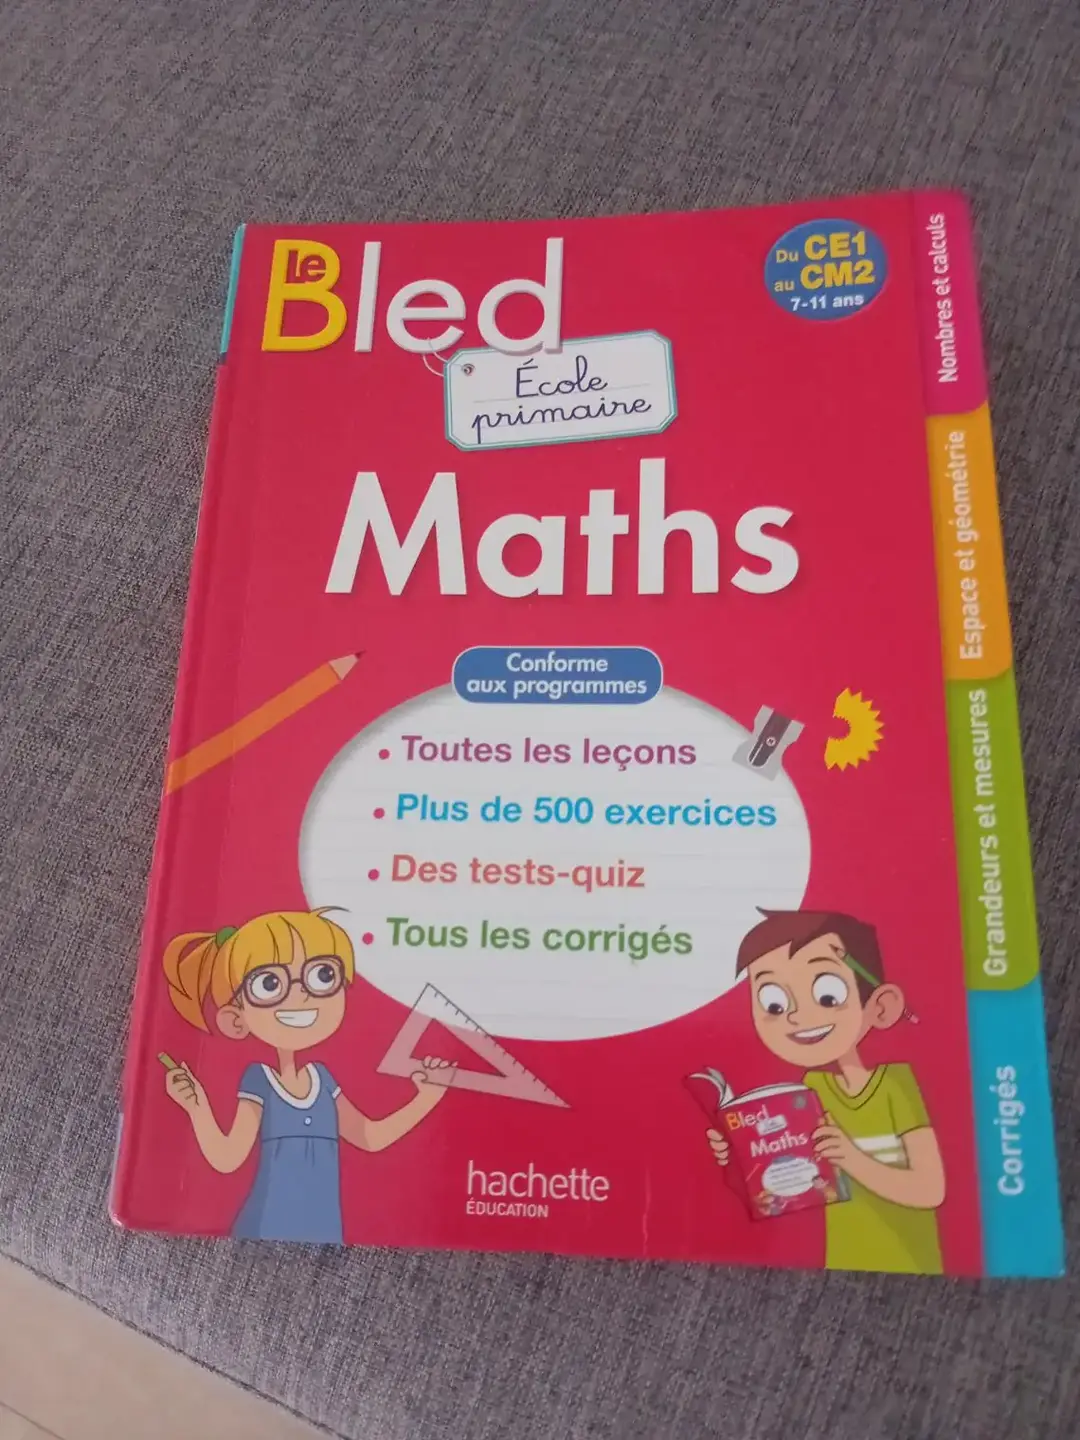 Le Bled
École
primaire
Maths
Du CE1
au CM2
7-11 ans
Conforme
aux programmes
• Toutes les leçons
• Plus de 500 exercices
• Des tests-quiz
• Tous les corrigés
hachette
ÉDUCATION
Bled
Maths
Nombres et calculs
Espace et géométrie
Grandeurs et mesures
Corrigés